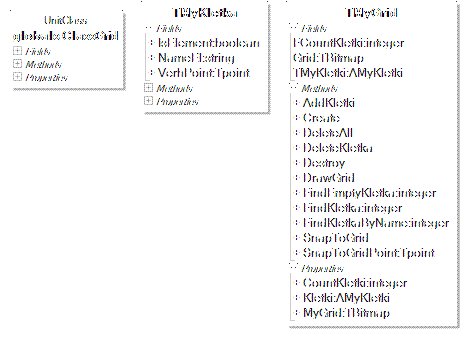 UnitClass
globals:ClassGrid
Fields
Methods
Properties
TMyKletka
Fields
IsElement:boolean
NameEl:string
VerhPoint:Tpoint
Methods
Properties
TMyGrid
Fields
FCountKletki:integer
Grid:TBitmap
TMyKletki:AMyKletki
Methods
AddKletki
Create
DeleteAll
DeleteKletka
Destroy
DrawGrid
FindEmptyKletka:integer
FindKletka:integer
FindKletkaByName:integer
SnapToGrid
SnapToGridPoint:Tpoint
Properties
CountKletki:integer
Kletki:AMyKletki
MyGrid:TBitmap